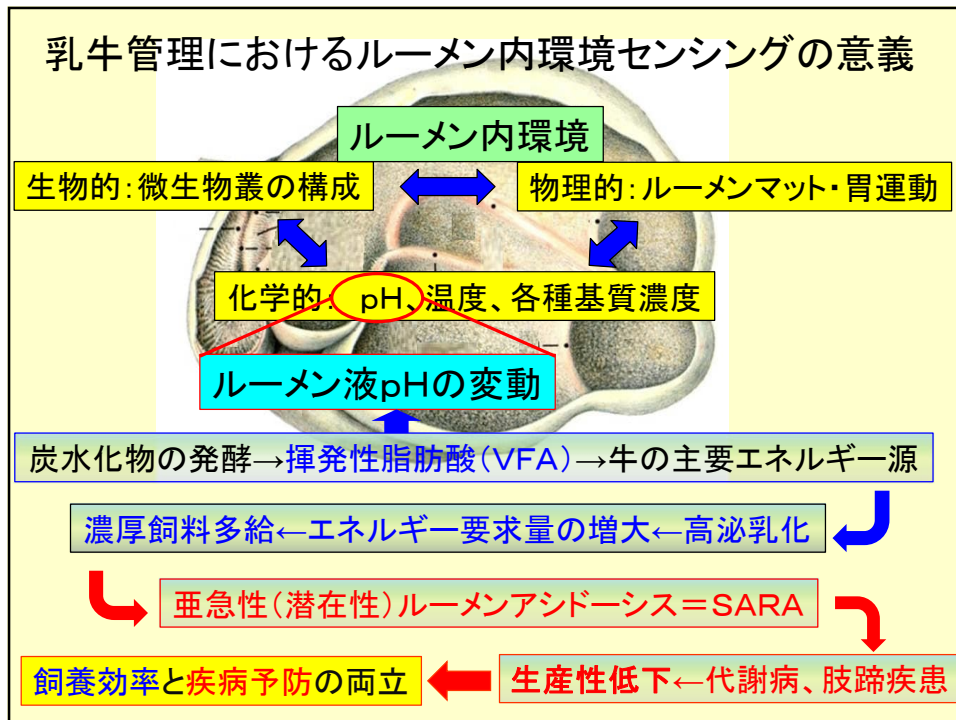 乳牛管理におけるルーメン内環境センシングの意義
ルーメン内環境
生物的：微生物叢の構成
物理的：ルーメンマット・胃運動
化学的： ｐＨ、温度、各種基質濃度
ルーメン液pHの変動
炭水化物の発酵→揮発性脂肪酸（VFA）→牛の主要エネルギー源
濃厚飼料多給←エネルギー要求量の増大←高泌乳化
亜急性（潜在性）ルーメンアシドーシス＝SARA
生産性低下←代謝病、肢蹄疾患
飼養効率と疾病予防の両立